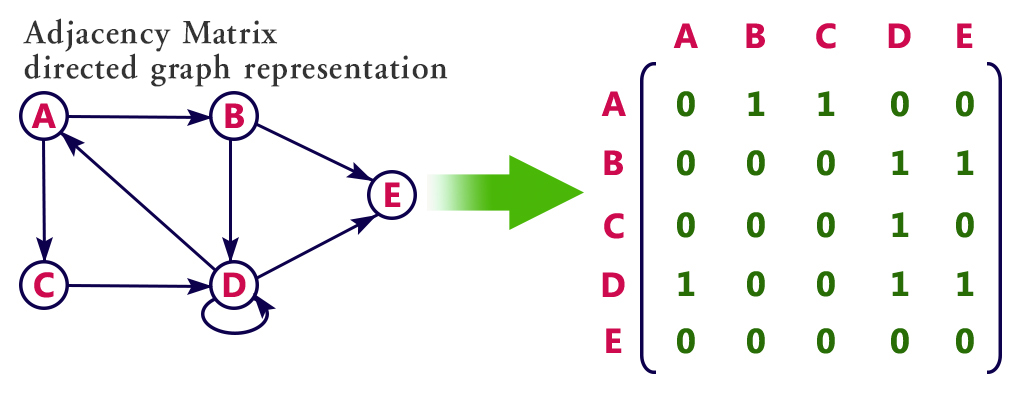 Adjacency Matrix
directed graph representation
A
B
E
C
D
A B C D E
A 0 1 1 0 0
B 0 0 0 1 1
C 0 0 0 1 0
D 1 0 0 1 1
E 0 0 0 0 0